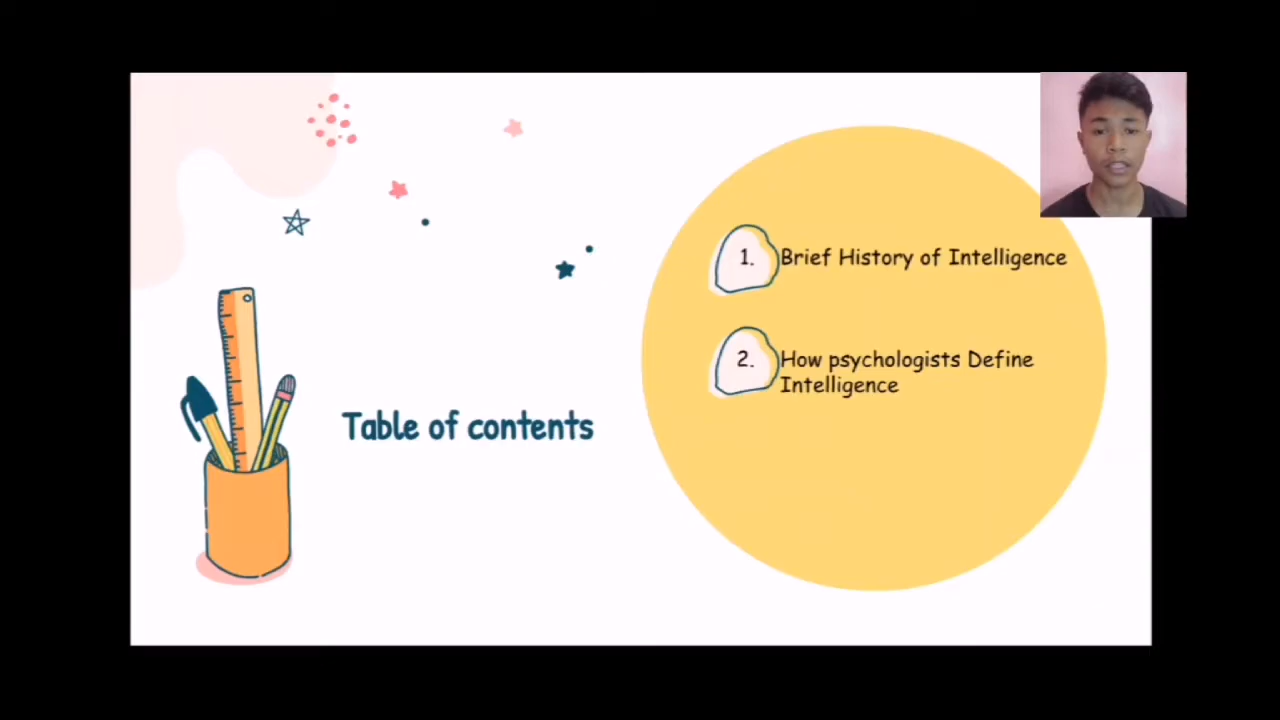 Table of contents
1. Brief History of Intelligence
2. How psychologists Define
Intelligence